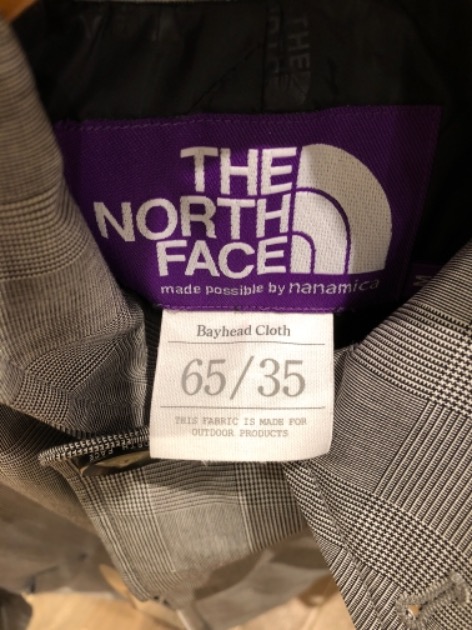 THE
NORTH
FACE
made possible by nanamica
Bayhead Cloth
65/35
THIS FABRIC IS MADE FOR
OUTDOOR PRODUCTS